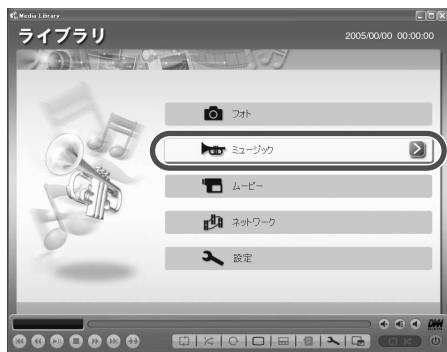 Media Library
ライブラリ
2005/00/00 00:00:00
フォト
ミュージック
ムービー
ネットワーク
設定